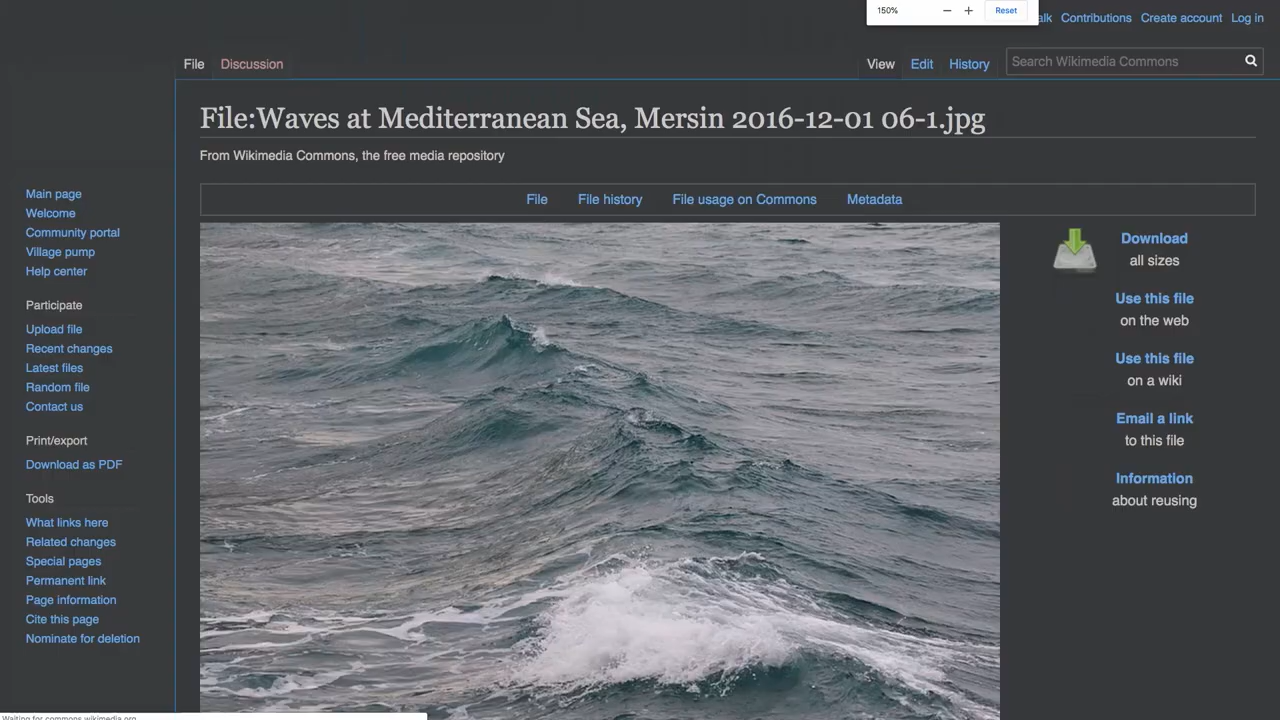 150%
Reset
Contributions Create account Log in
File Discussion
View Edit History
Search Wikimedia Commons
File:Waves at Mediterranean Sea, Mersin 2016-12-01 06-1.jpg
From Wikimedia Commons, the free media repository
File File history File usage on Commons Metadata
Main page
Welcome
Community portal
Village pump
Help center
Participate
Upload file
Recent changes
Latest files
Random file
Contact us
Print/export
Download as PDF
Tools
What links here
Related changes
Special pages
Permanent link
Page information
Cite this page
Nominate for deletion
Download
all sizes
Use this file
on the web
Use this file
on a wiki
Email a link
to this file
Information
about reusing
Waiting for commons.wikimedia.org